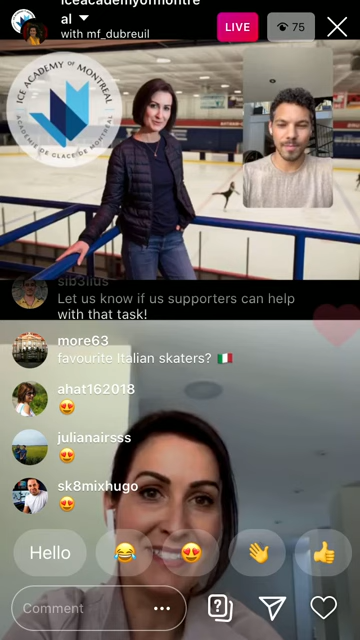 iceacademyofmontre
al
with mf_dubreuil
LIVE
75
ICE ACADEMY OF MONTREAL
ACADÉMIE DE GLACE DE MONTRÉAL
Let us know if us supporters can help
with that task!
more63
favourite Italian skaters? 🇮🇹
ahat162018
😍
julianairsss
😍
sk8mixhugo
😍
Hello 😂 😍 👋 👍
Comment